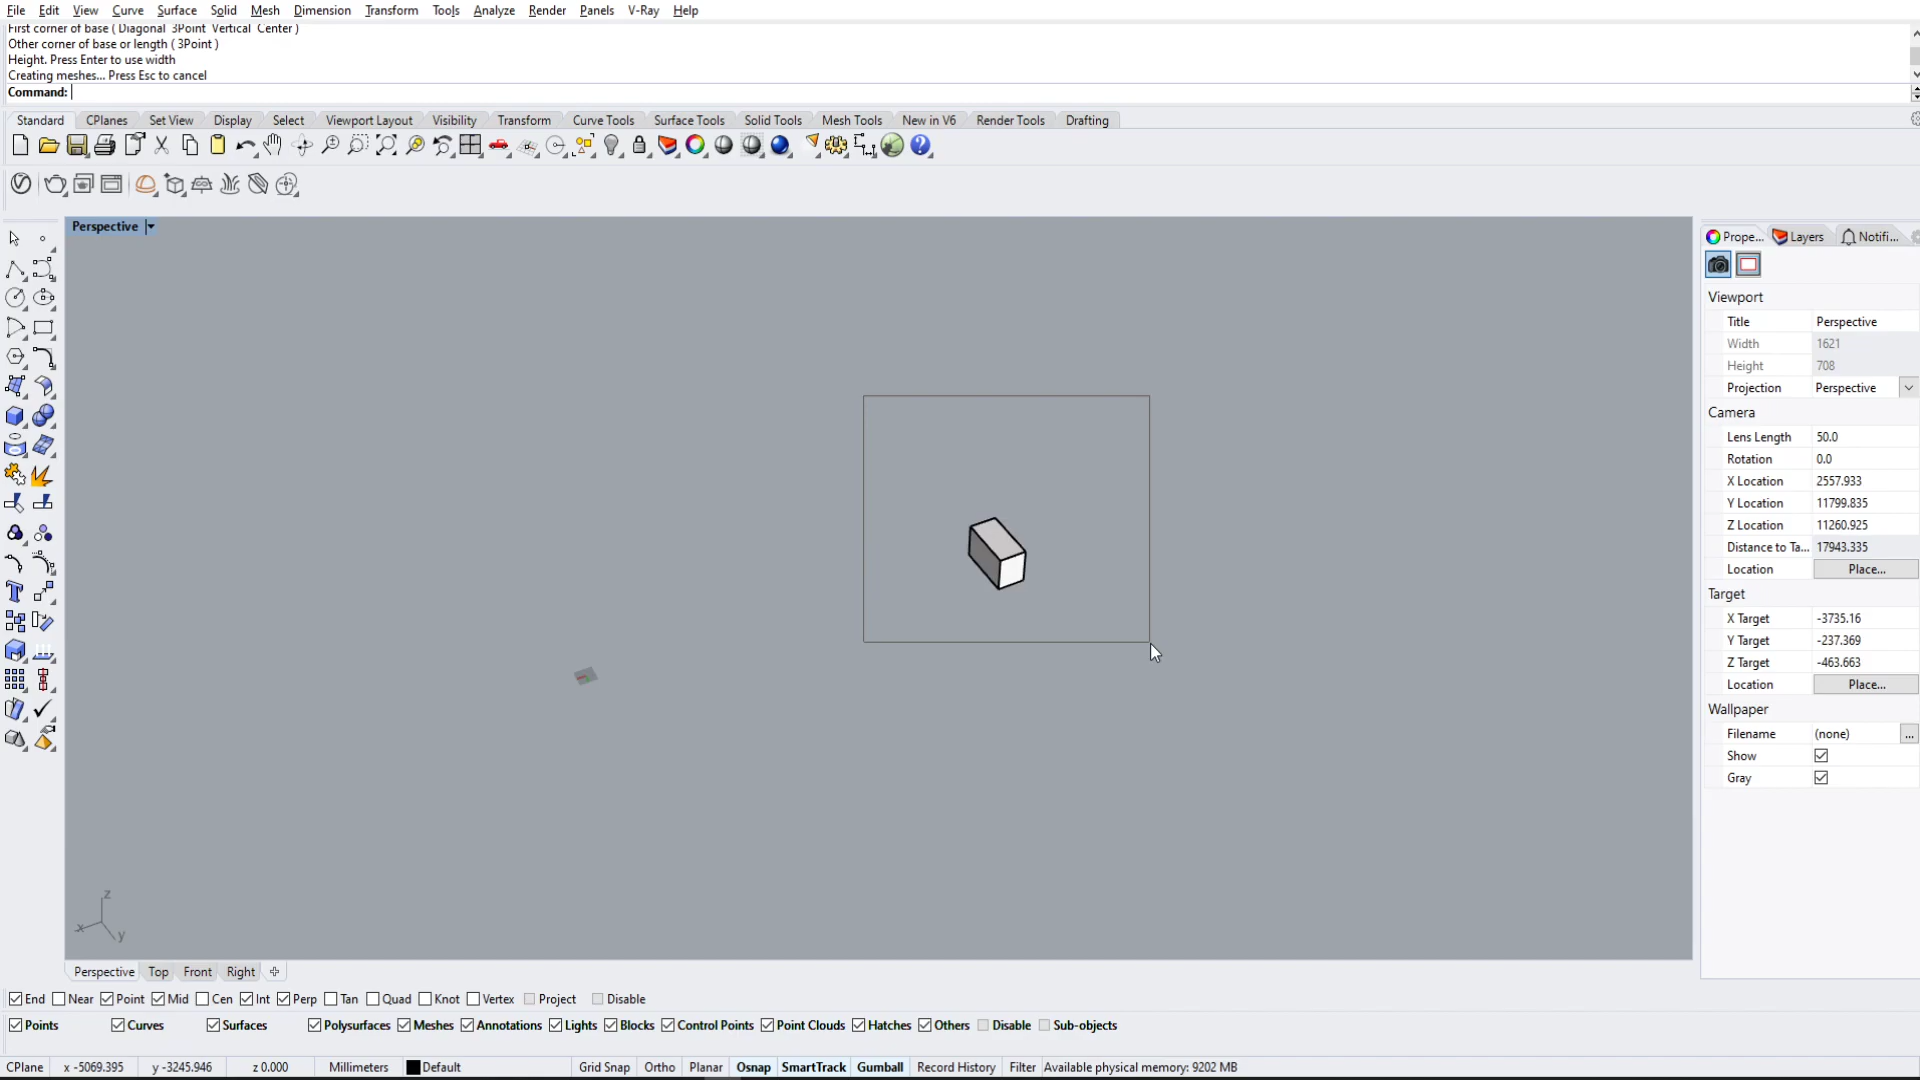 File Edit View Curve Surface Solid Mesh Dimension Transform Tools Analyze Render Panels V-Ray Help
First corner of base ( Diagonal 3Point Vertical Center )
Other corner of base or length ( 3Point )
Height. Press Enter to use width
Creating meshes... Press Esc to cancel
Command:
Standard CPlanes Set View Display Select Viewport Layout Visibility Transform Curve Tools Surface Tools Solid Tools Mesh Tools New in V6 Render Tools Drafting
Perspective
Prope... Layers Notifi...
Viewport
Title Perspective
Width 1621
Height 708
Projection Perspective
Camera
Lens Length 50.0
Rotation 0.0
X Location 2557.933
Y Location 11799.835
Z Location 11260.925
Distance to Ta... 17943.335
Location Place...
Target
X Target -3735.16
Y Target -237.369
Z Target -463.663
Location Place...
Wallpaper
Filename (none) ...
Show
Gray
z
x
y
Perspective Top Front Right
End Near Point Mid Cen Int Perp Tan Quad Knot Vertex Project Disable
Points Curves Surfaces Polysurfaces Meshes Annotations Lights Blocks Control Points Point Clouds Hatches Others Disable Sub-objects
CPlane x -5069.395 y -3245.946 z 0.000 Millimeters Default Grid Snap Ortho Planar Osnap SmartTrack Gumball Record History Filter Available physical memory: 9202 MB